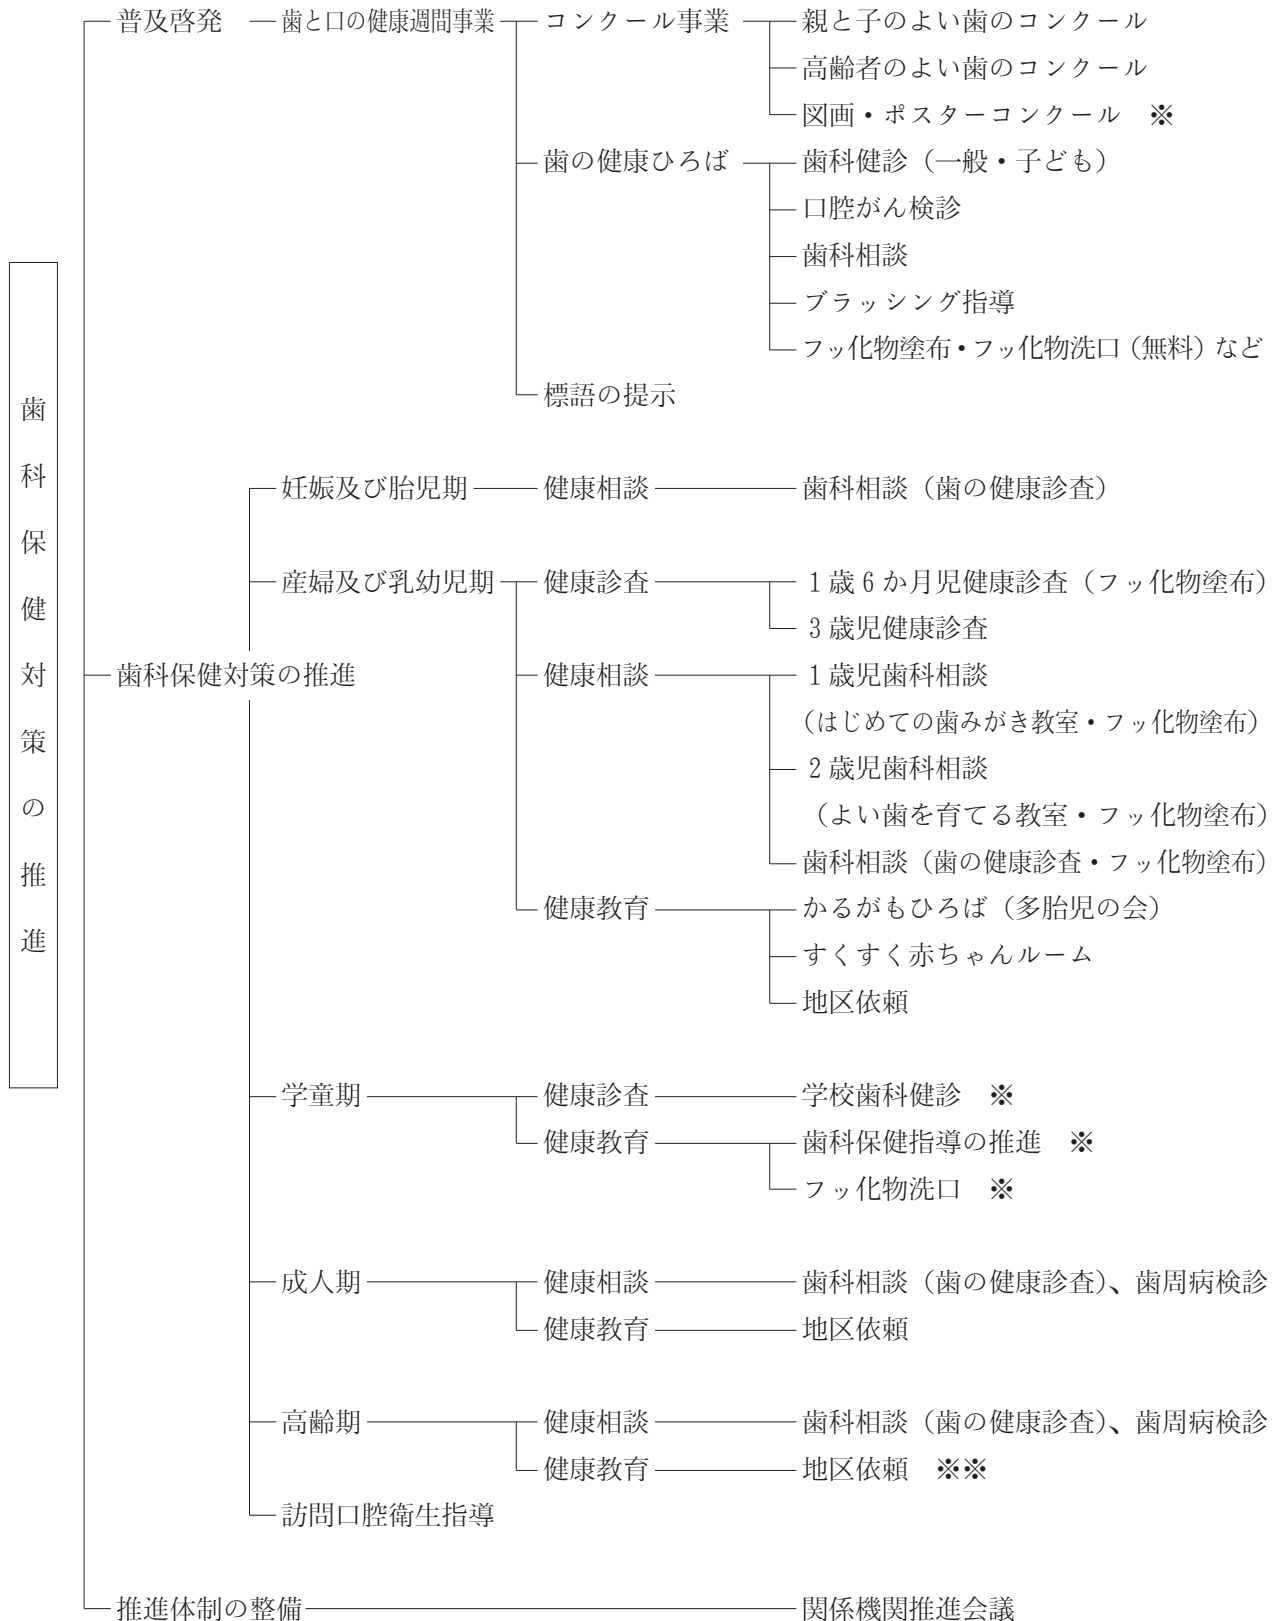 歯科保健対策の推進
普及啓発 歯と口の健康週間事業 コンクール事業 親と子のよい歯のコンクール
高齢者のよい歯のコンクール
図画・ポスターコンクール ※
歯の健康ひろば 歯科健診（一般・子ども）
口腔がん検診
歯科相談
ブラッシング指導
フッ化物塗布・フッ化物洗口（無料）など
標語の提示
妊娠及び胎児期 健康相談 歯科相談（歯の健康診査）
産婦及び乳幼児期 健康診査 1歳6か月児健康診査（フッ化物塗布）
3歳児健康診査
歯科保健対策の推進 健康相談 1歳児歯科相談
（はじめての歯みがき教室・フッ化物塗布）
2歳児歯科相談
（よい歯を育てる教室・フッ化物塗布）
歯科相談（歯の健康診査・フッ化物塗布）
健康教育 かるがもひろば（多胎児の会）
すくすく赤ちゃんルーム
地区依頼
学童期 健康診査 学校歯科健診 ※
健康教育 歯科保健指導の推進 ※
フッ化物洗口 ※
成人期 健康相談 歯科相談（歯の健康診査）、歯周病検診
健康教育 地区依頼
高齢期 健康相談 歯科相談（歯の健康診査）、歯周病検診
健康教育 地区依頼 ※※
訪問口腔衛生指導
推進体制の整備 関係機関推進会議